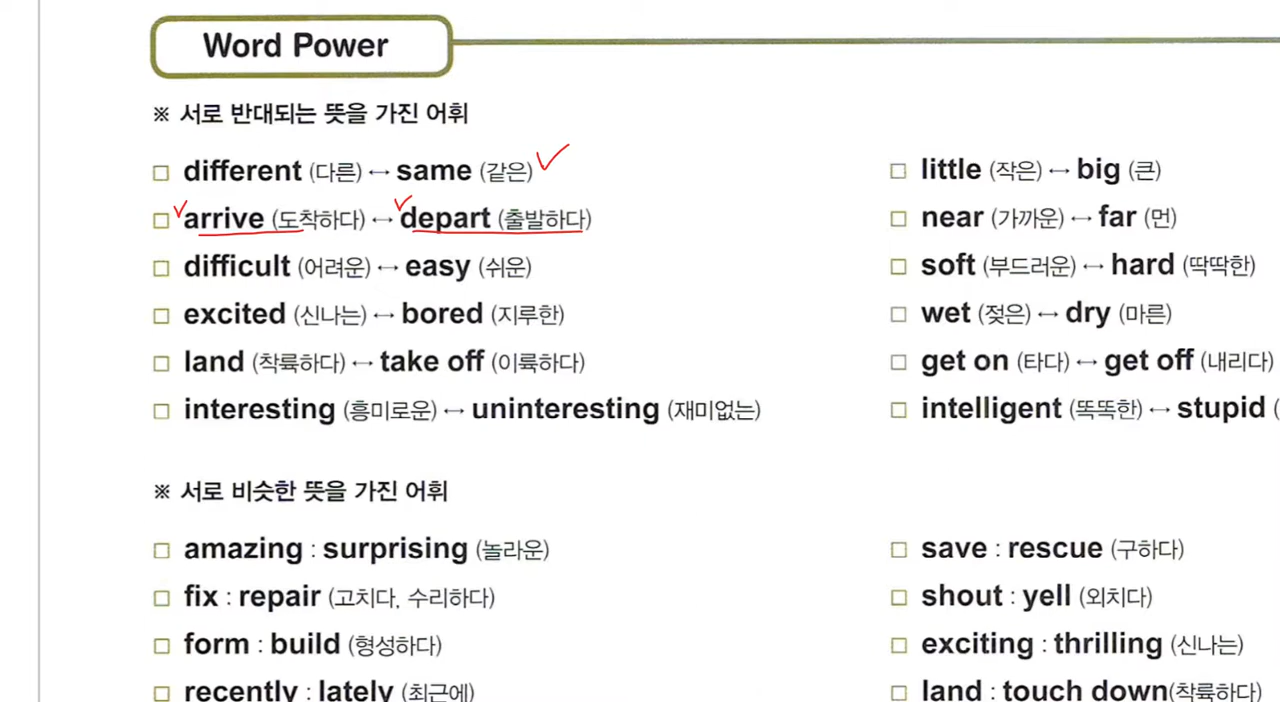 Word Power
※ 서로 반대되는 뜻을 가진 어휘
□ different (다른) ↔ same (같은)
□ arrive (도착하다) ↔ depart (출발하다)
□ difficult (어려운) ↔ easy (쉬운)
□ excited (신나는) ↔ bored (지루한)
□ land (착륙하다) ↔ take off (이륙하다)
□ interesting (흥미로운) ↔ uninteresting (재미없는)
□ little (작은) ↔ big (큰)
□ near (가까운) ↔ far (먼)
□ soft (부드러운) ↔ hard (딱딱한)
□ wet (젖은) ↔ dry (마른)
□ get on (타다) ↔ get off (내리다)
□ intelligent (똑똑한) ↔ stupid (
※ 서로 비슷한 뜻을 가진 어휘
□ amazing : surprising (놀라운)
□ fix : repair (고치다, 수리하다)
□ form : build (형성하다)
□ recently : lately (최근에)
□ save : rescue (구하다)
□ shout : yell (외치다)
□ exciting : thrilling (신나는)
□ land : touch down(착륙하다)